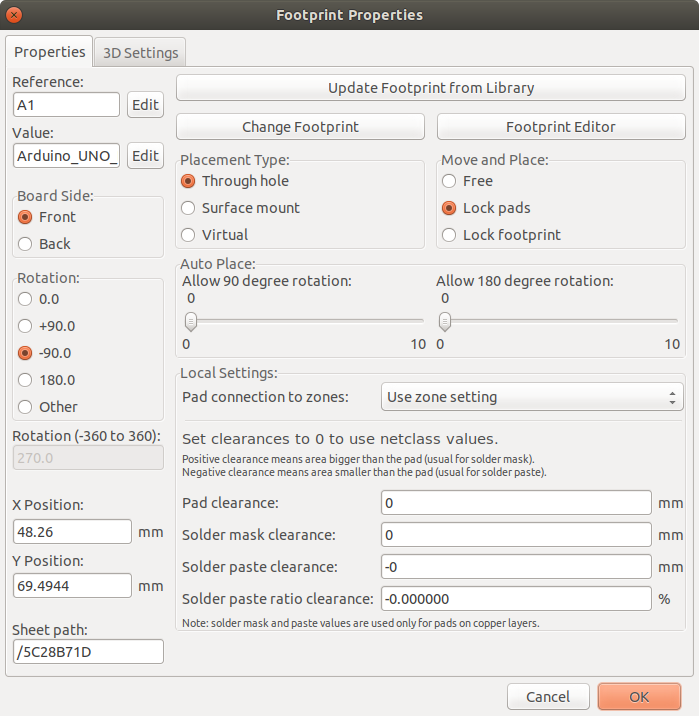 Footprint Properties
Properties
3D Settings
Reference:
A1
Edit
Value:
Arduino_UNO_
Edit
Board Side:
Front
Back
Rotation:
0.0
+90.0
-90.0
180.0
Other
Rotation (-360 to 360):
270.0
X Position:
48.26 mm
Y Position:
69.4944 mm
Sheet path:
/5C28B71D
Update Footprint from Library
Change Footprint
Footprint Editor
Placement Type:
Through hole
Surface mount
Virtual
Move and Place:
Free
Lock pads
Lock footprint
Auto Place:
Allow 90 degree rotation:
0
0 10
Allow 180 degree rotation:
0
0 10
Local Settings:
Pad connection to zones: Use zone setting
Set clearances to 0 to use netclass values.
Positive clearance means area bigger than the pad (usual for solder mask).
Negative clearance means area smaller than the pad (usual for solder paste).
Pad clearance: 0 mm
Solder mask clearance: 0 mm
Solder paste clearance: -0 mm
Solder paste ratio clearance: -0.000000 %
Note: solder mask and paste values are used only for pads on copper layers.
Cancel
OK